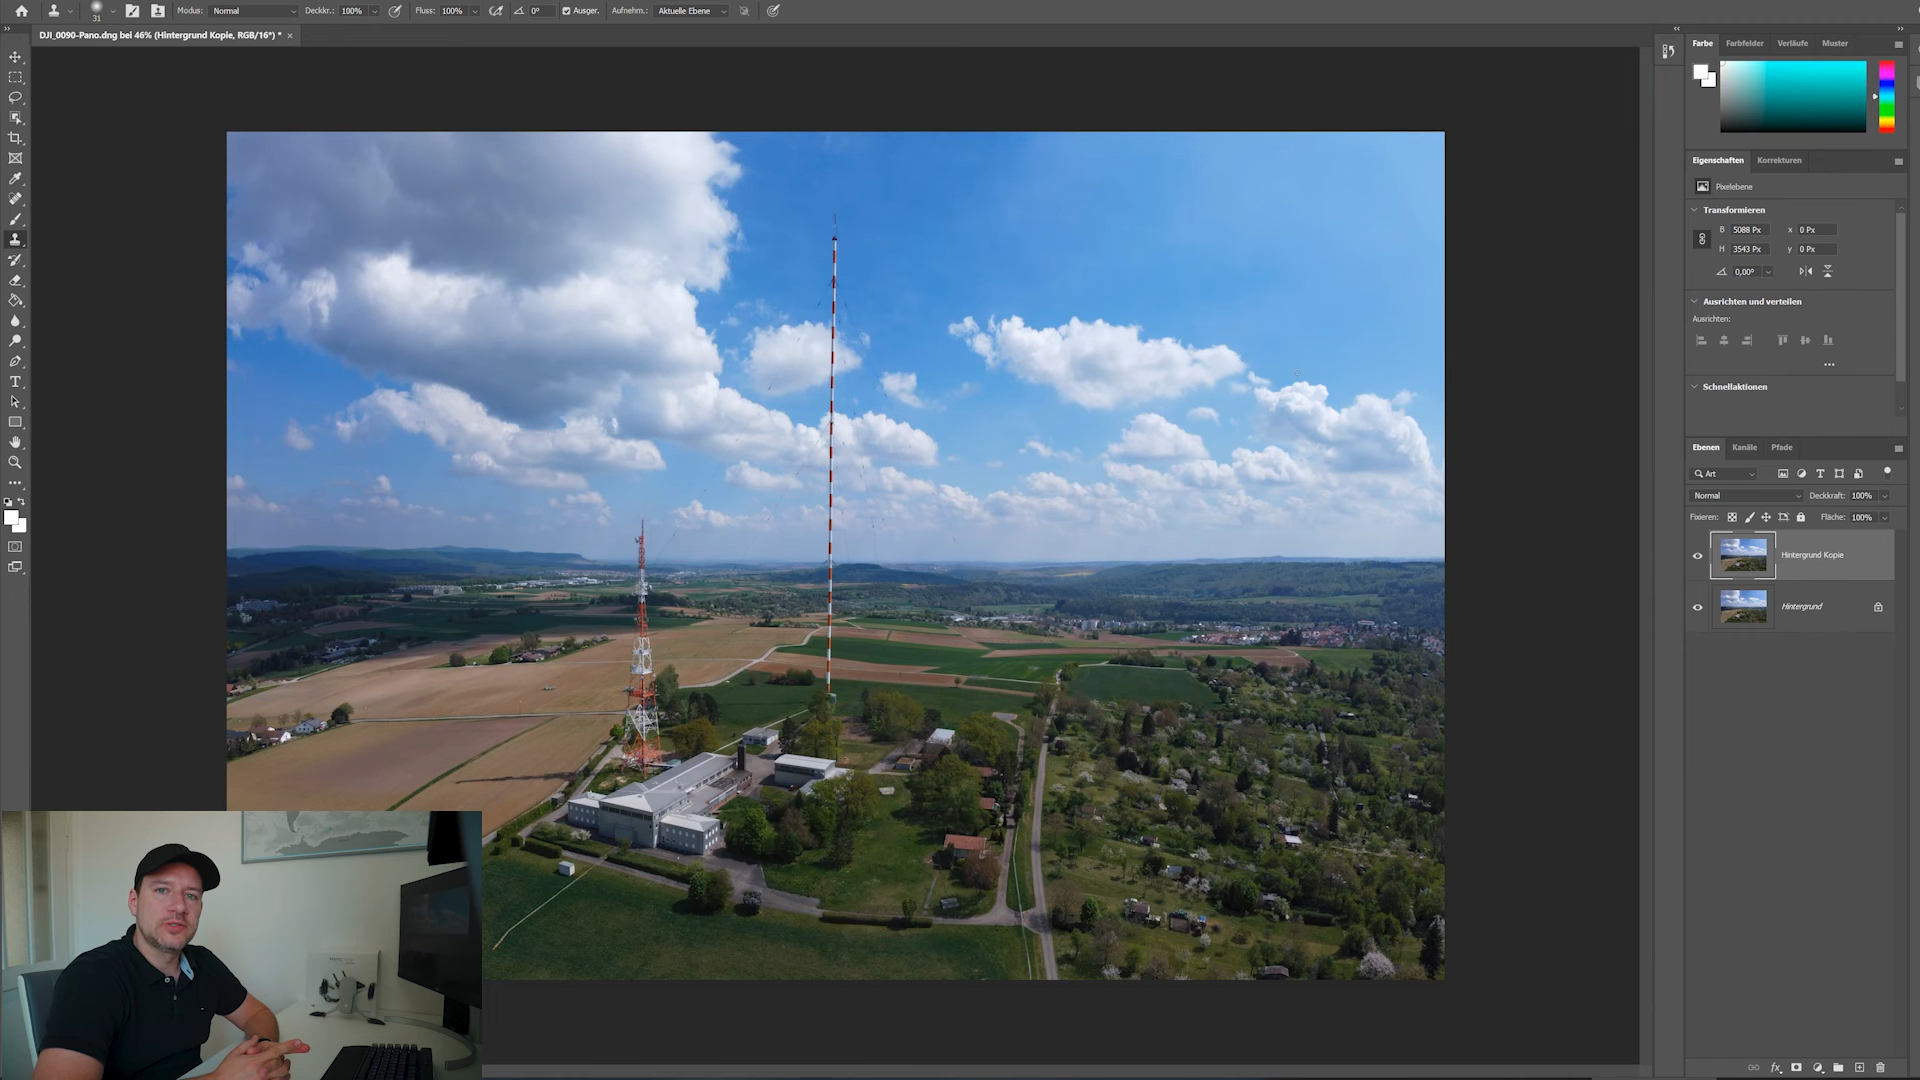 31
Modus: Normal
Deckkr.: 100%
Fluss: 100%
0°
Ausger.
Aufnehm.: Aktuelle Ebene
DJI_0090-Pano.dng bei 46% (Hintergrund Kopie, RGB/16*) * ×
Farbe Farbfelder Verläufe Muster
Eigenschaften Korrekturen
Pixelebene
Transformieren
B 5088 Px x 0 Px
H 3543 Px y 0 Px
0,00°
Ausrichten und verteilen
Ausrichten:
Schnellaktionen
Ebenen Kanäle Pfade
Art
Normal Deckkraft: 100%
Fixieren: Fläche: 100%
Hintergrund Kopie
Hintergrund